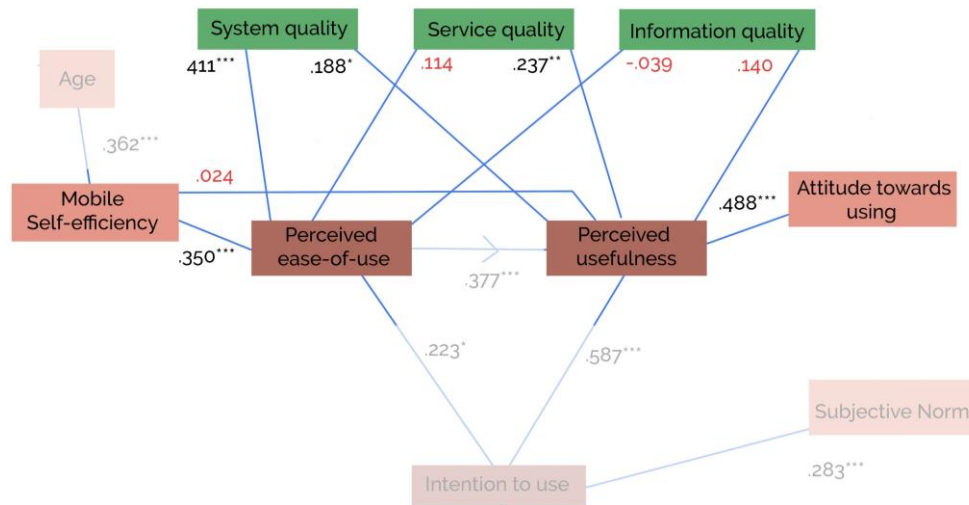 System quality
Service quality
Information quality
411***
.188*
.114
.237**
-.039
.140
Age
.362***
.024
Mobile
Self-efficiency
Attitude towards
using
.488***
.350***
Perceived
ease-of-use
Perceived
usefulness
.377***
.223*
.587***
Subjective Norm
.283***
Intention to use